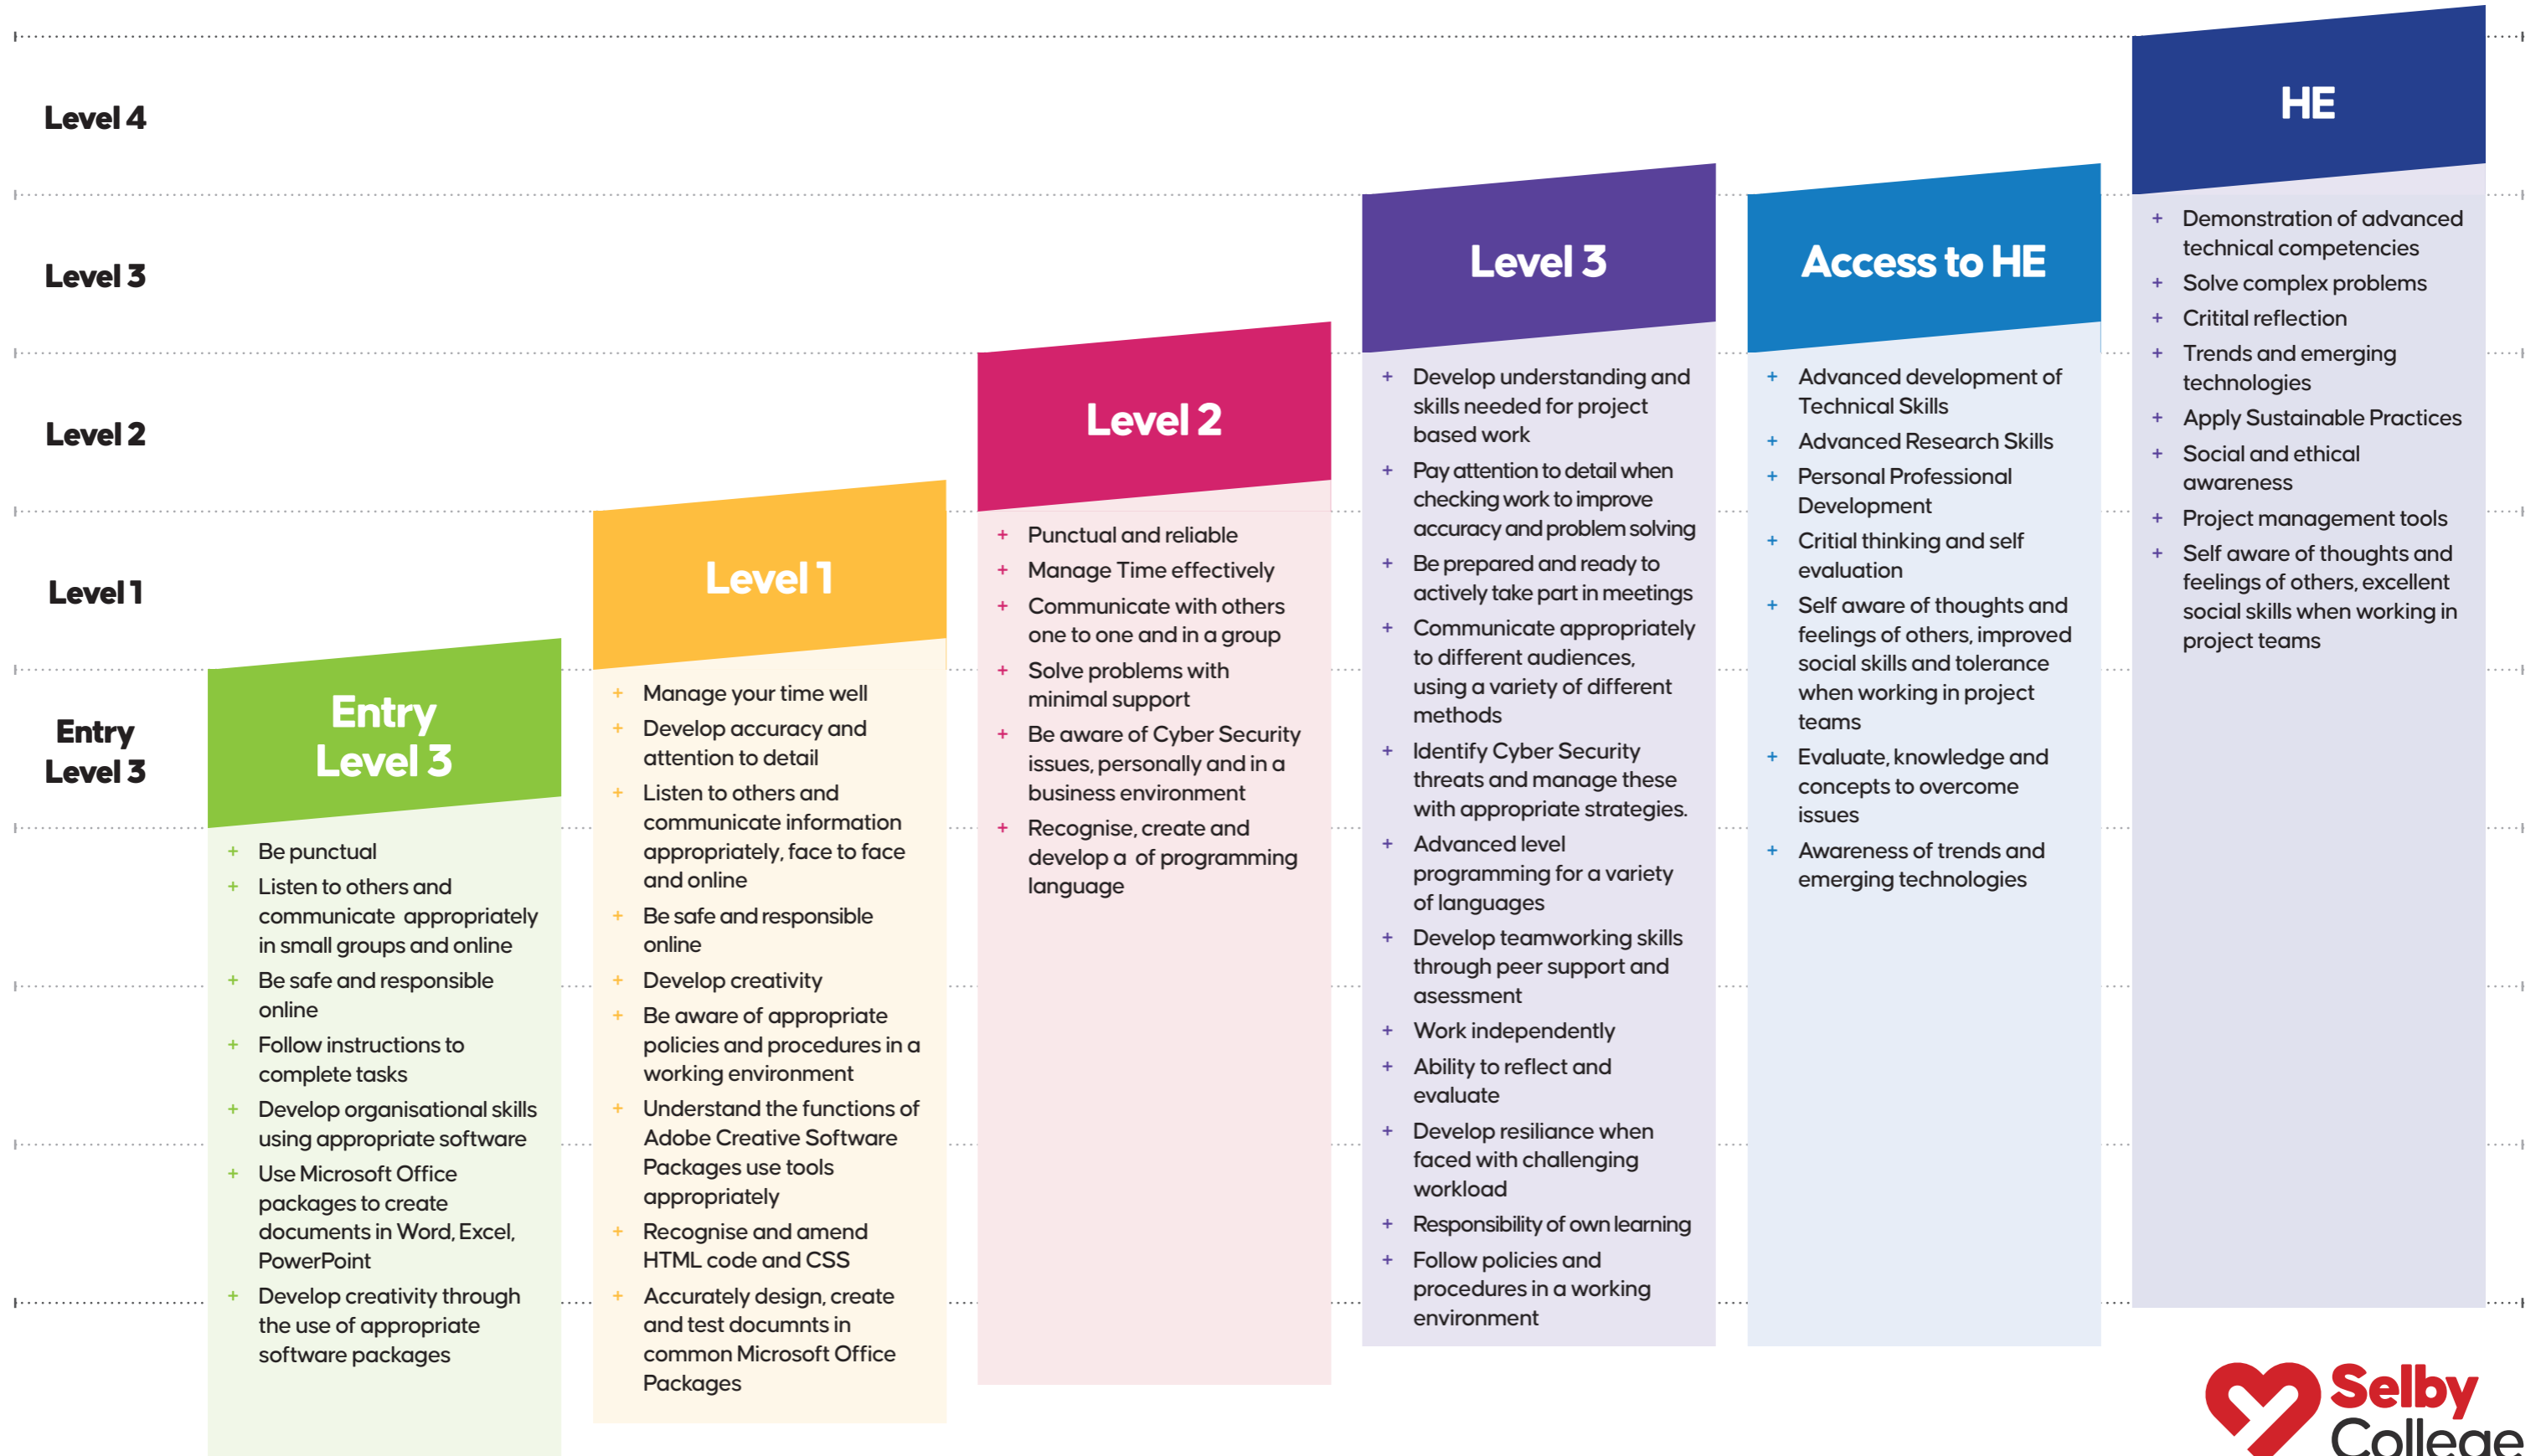 Level 4
Level 3
Level 2
Level 1
Entry
Level 3
Entry
Level 3
+ Be punctual
+ Listen to others and
communicate appropriately
in small groups and online
+ Be safe and responsible
online
+ Follow instructions to
complete tasks
+ Develop organisational skills
using appropriate software
+ Use Microsoft Office
packages to create
documents in Word, Excel,
PowerPoint
+ Develop creativity through
the use of appropriate
software packages
Level 1
+ Manage your time well
+ Develop accuracy and
attention to detail
+ Listen to others and
communicate information
appropriately, face to face
and online
+ Be safe and responsible
online
+ Develop creativity
+ Be aware of appropriate
policies and procedures in a
working environment
+ Understand the functions of
Adobe Creative Software
Packages use tools
appropriately
+ Recognise and amend
HTML code and CSS
+ Accurately design, create
and test documnts in
common Microsoft Office
Packages
Level 2
+ Punctual and reliable
+ Manage Time effectively
+ Communicate with others
one to one and in a group
+ Solve problems with
minimal support
+ Be aware of Cyber Security
issues, personally and in a
business environment
+ Recognise, create and
develop a of programming
language
Level 3
+ Develop understanding and
skills needed for project
based work
+ Pay attention to detail when
checking work to improve
accuracy and problem solving
+ Be prepared and ready to
actively take part in meetings
+ Communicate appropriately
to different audiences,
using a variety of different
methods
+ Identify Cyber Security
threats and manage these
with appropriate strategies.
+ Advanced level
programming for a variety
of languages
+ Develop teamworking skills
through peer support and
asessment
+ Work independently
+ Ability to reflect and
evaluate
+ Develop resiliance when
faced with challenging
workload
+ Responsibility of own learning
+ Follow policies and
procedures in a working
environment
Access to HE
+ Advanced development of
Technical Skills
+ Advanced Research Skills
+ Personal Professional
Development
+ Critial thinking and self
evaluation
+ Self aware of thoughts and
feelings of others, improved
social skills and tolerance
when working in project
teams
+ Evaluate, knowledge and
concepts to overcome
issues
+ Awareness of trends and
emerging technologies
HE
+ Demonstration of advanced
technical competencies
+ Solve complex problems
+ Critital reflection
+ Trends and emerging
technologies
+ Apply Sustainable Practices
+ Social and ethical
awareness
+ Project management tools
+ Self aware of thoughts and
feelings of others, excellent
social skills when working in
project teams
Selby
College